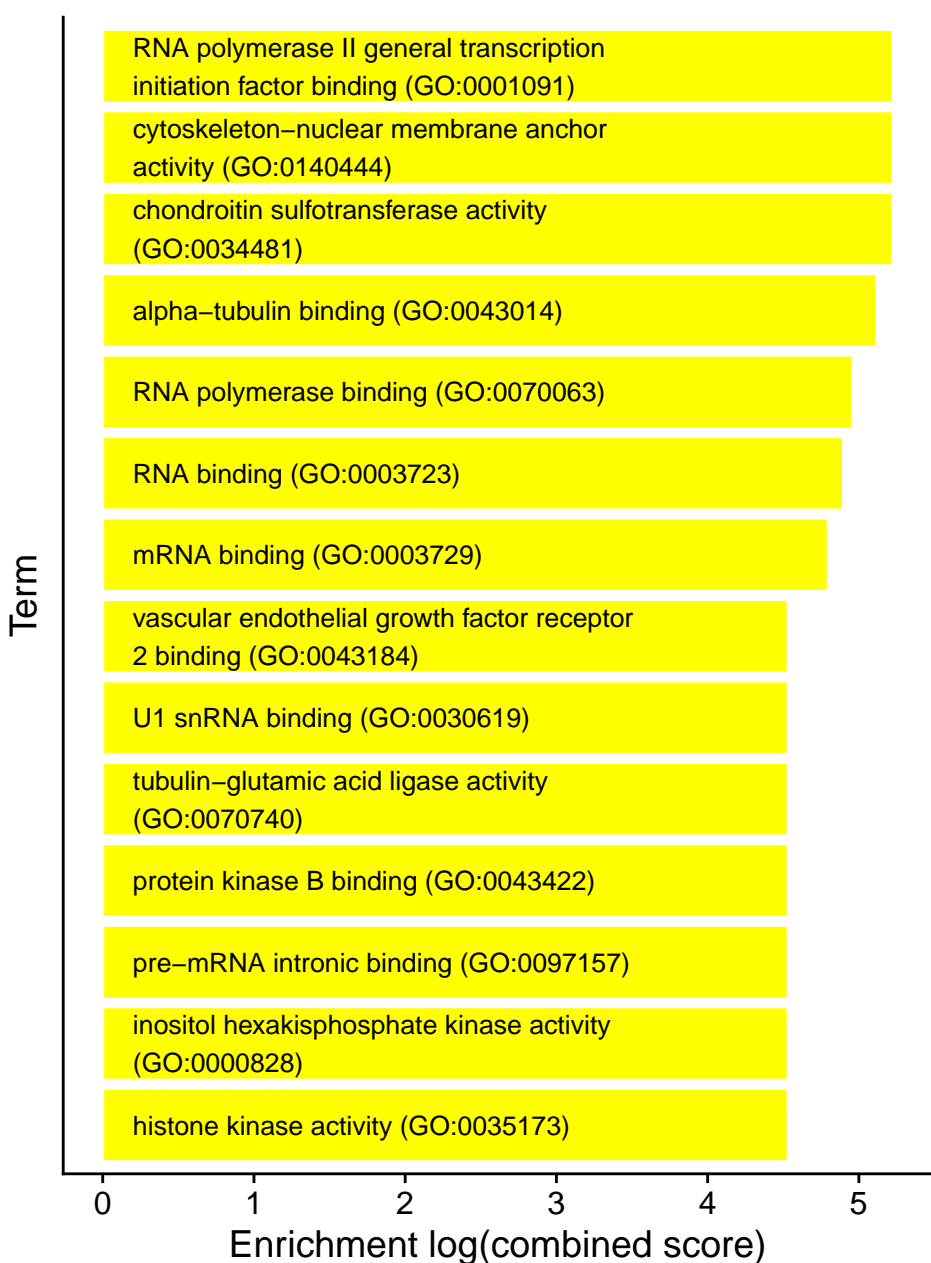 RNA polymerase II general transcription
initiation factor binding (GO:0001091)
cytoskeleton−nuclear membrane anchor
activity (GO:0140444)
chondroitin sulfotransferase activity
(GO:0034481)
alpha−tubulin binding (GO:0043014)
RNA polymerase binding (GO:0070063)
RNA binding (GO:0003723)
mRNA binding (GO:0003729)
vascular endothelial growth factor receptor
2 binding (GO:0043184)
U1 snRNA binding (GO:0030619)
tubulin−glutamic acid ligase activity
(GO:0070740)
protein kinase B binding (GO:0043422)
pre−mRNA intronic binding (GO:0097157)
inositol hexakisphosphate kinase activity
(GO:0000828)
histone kinase activity (GO:0035173)
Term
0 1 2 3 4 5
Enrichment log(combined score)